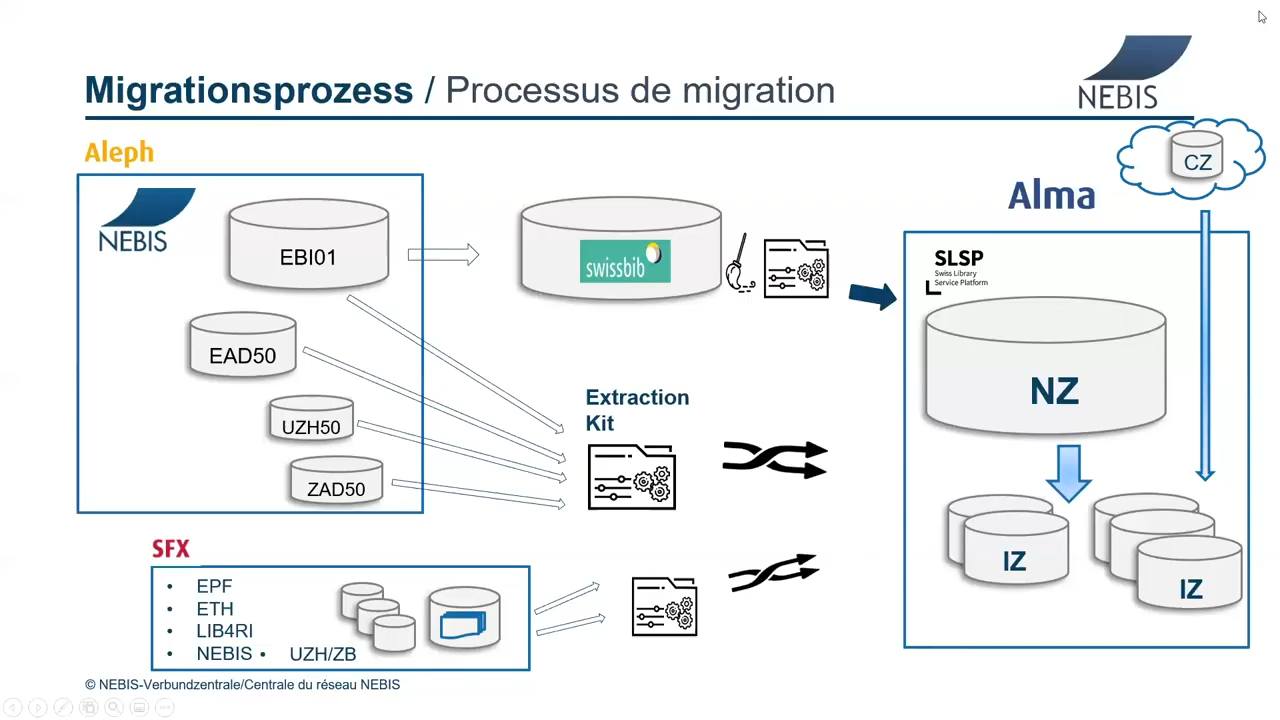 Migrationsprozess / Processus de migration
NEBIS
Aleph
CZ
Alma
NEBIS
EBI01
swissbib
SLSP
Swiss Library
Service Platform
EAD50
NZ
Extraction
Kit
UZH50
ZAD50
SFX
IZ
IZ
• EPF
• ETH
• LIB4RI
• NEBIS • UZH/ZB
© NEBIS-Verbundzentrale/Centrale du réseau NEBIS